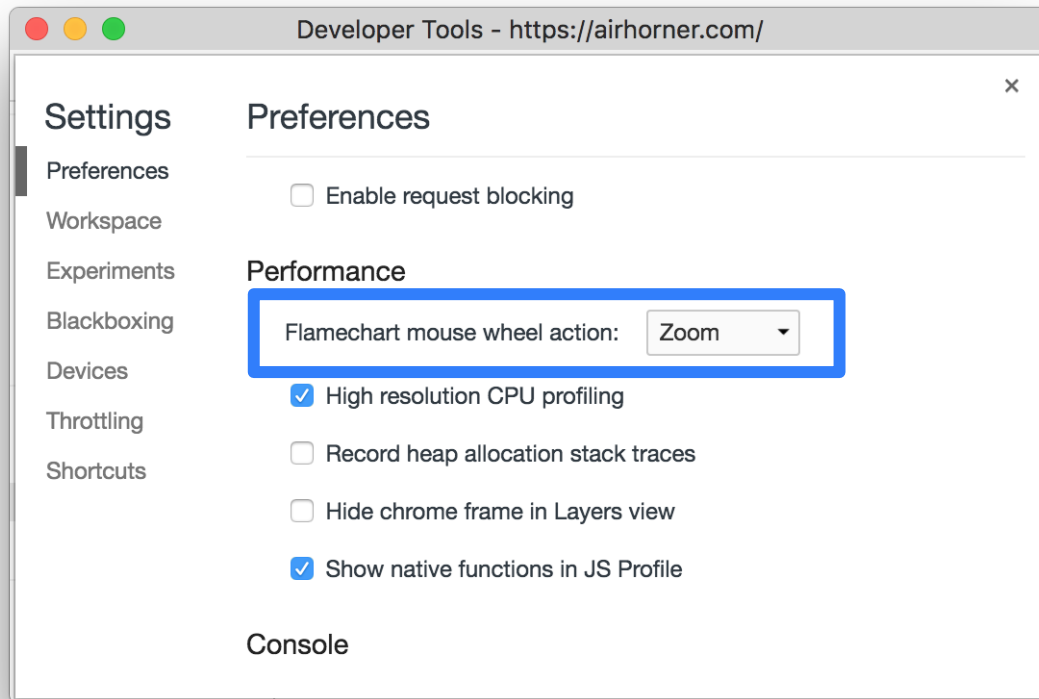 Developer Tools - https://airhorner.com/
×
Settings
Preferences
Workspace
Experiments
Blackboxing
Devices
Throttling
Shortcuts
Preferences
Enable request blocking
Performance
Flamechart mouse wheel action: Zoom
High resolution CPU profiling
Record heap allocation stack traces
Hide chrome frame in Layers view
Show native functions in JS Profile
Console